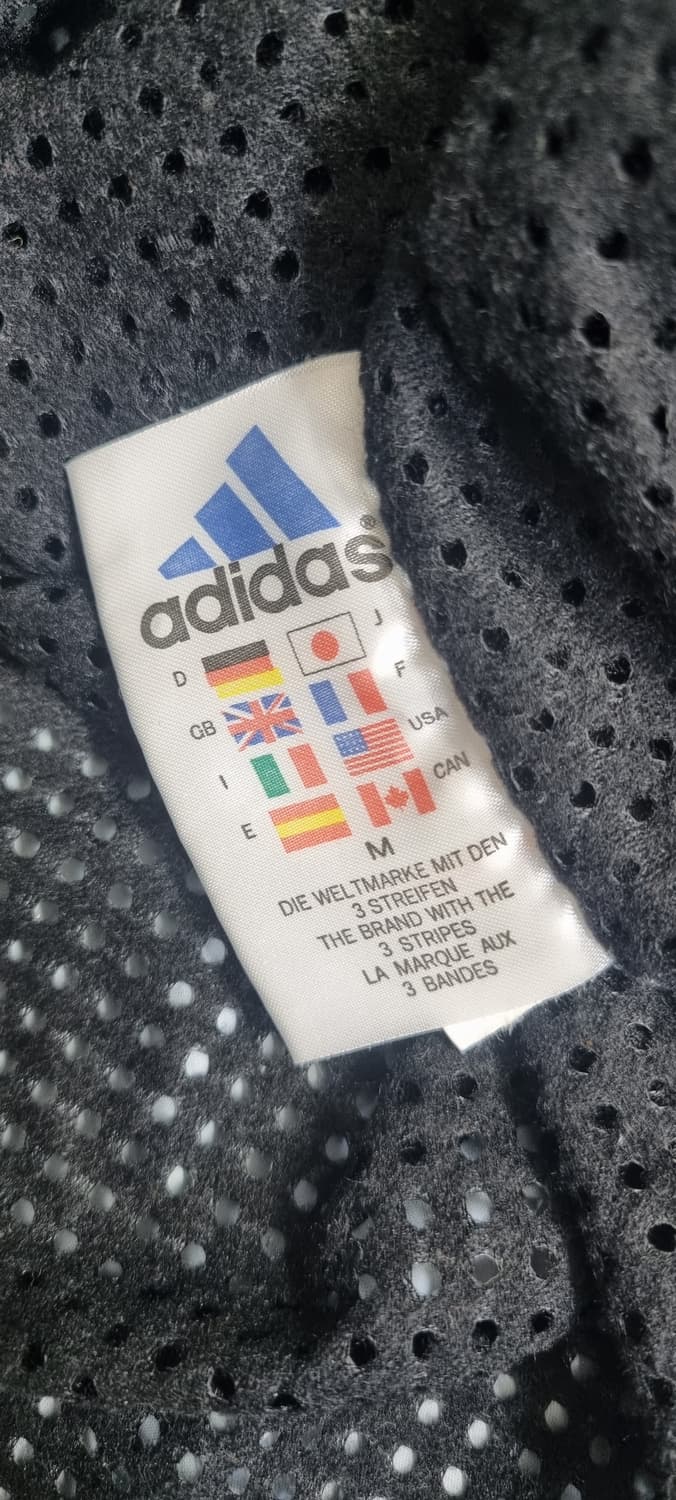 adidas®
D J
GB F
I USA
E CAN
M
DIE WELTMARKE MIT DEN
3 STREIFEN
THE BRAND WITH THE
3 STRIPES
LA MARQUE AUX
3 BANDES